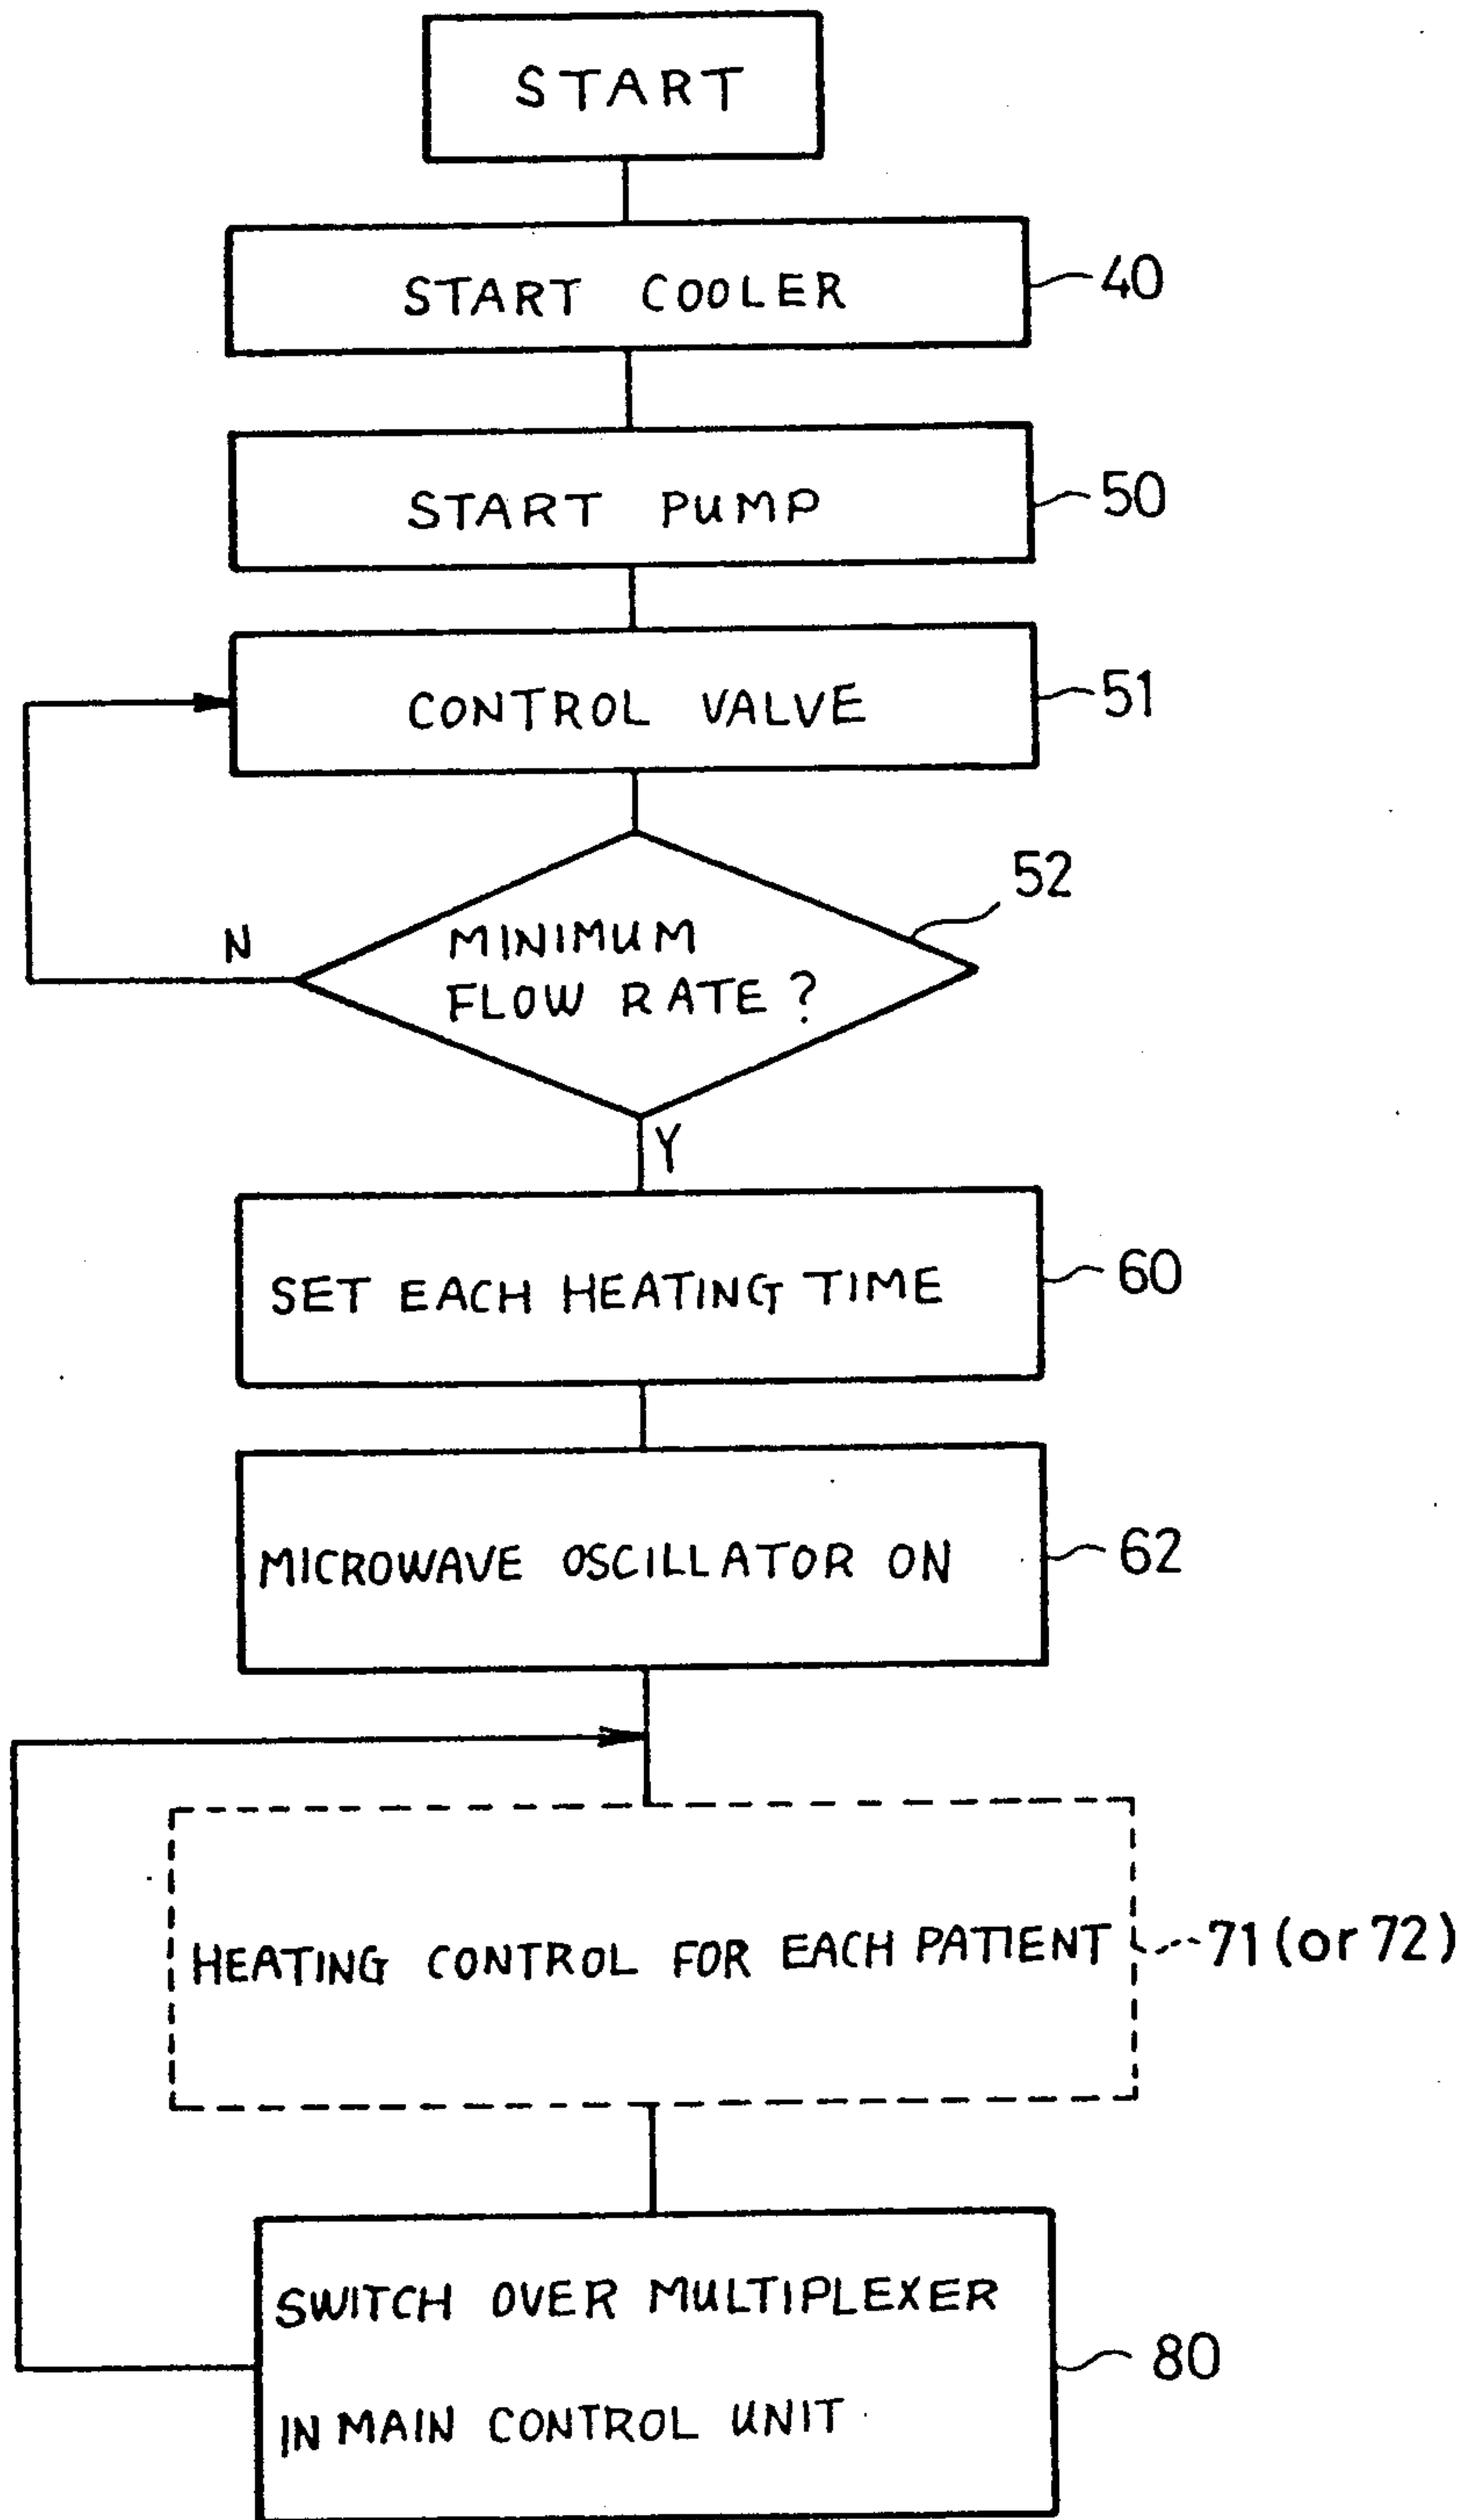 START
START COOLER
40
START PUMP
50
CONTROL VALVE
51
52
N
MINIMUM
FLOW RATE ?
Y
SET EACH HEATING TIME
60
MICROWAVE OSCILLATOR ON
62
HEATING CONTROL FOR EACH PATIENT
71 (or 72)
SWITCH OVER MULTIPLEXER
80
IN MAIN CONTROL UNIT